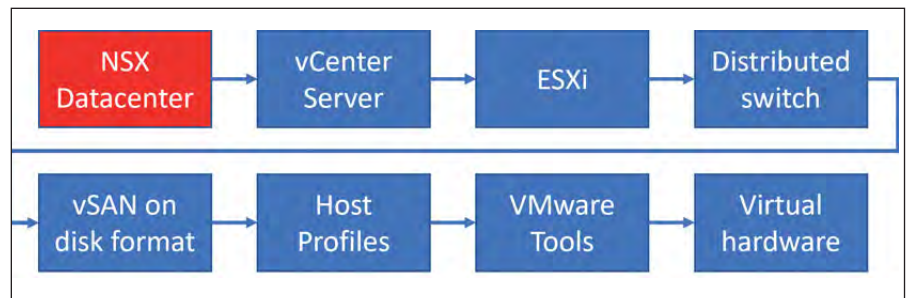 NSX
Datacenter
vCenter
Server
ESXi
Distributed
switch
vSAN on
disk format
Host
Profiles
VMware
Tools
Virtual
hardware